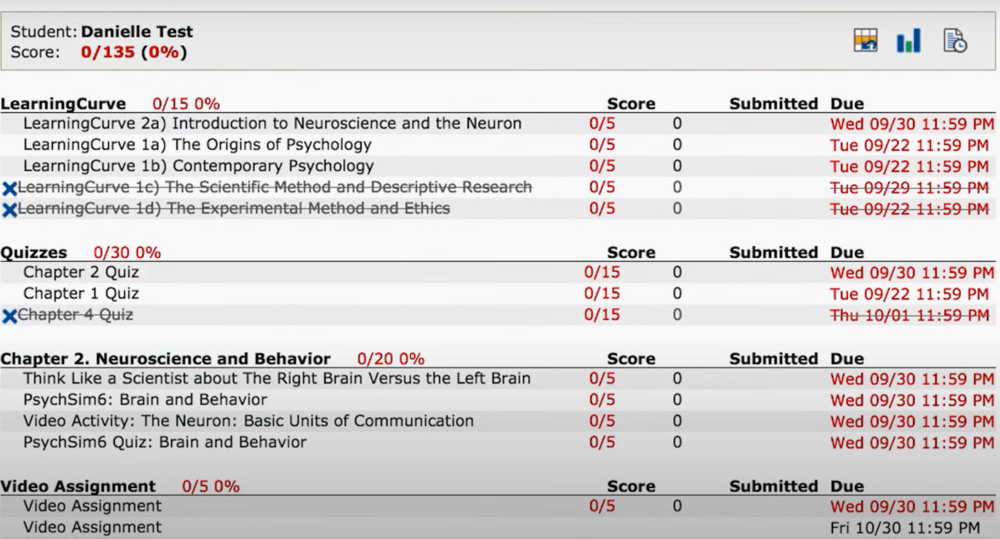 Student: Danielle Test
Score: 0/135 (0%)
LearningCurve 0/15 0% Score Submitted Due
LearningCurve 2a) Introduction to Neuroscience and the Neuron 0/5 0 Wed 09/30 11:59 PM
LearningCurve 1a) The Origins of Psychology 0/5 0 Tue 09/22 11:59 PM
LearningCurve 1b) Contemporary Psychology 0/5 0 Tue 09/22 11:59 PM
LearningCurve 1c) The Scientific Method and Descriptive Research 0/5 0 Tue 09/29 11:59 PM
LearningCurve 1d) The Experimental Method and Ethics 0/5 0 Tue 09/22 11:59 PM
Quizzes 0/30 0% Score Submitted Due
Chapter 2 Quiz 0/15 0 Wed 09/30 11:59 PM
Chapter 1 Quiz 0/15 0 Tue 09/22 11:59 PM
Chapter 4 Quiz 0/15 0 Thu 10/01 11:59 PM
Chapter 2. Neuroscience and Behavior 0/20 0% Score Submitted Due
Think Like a Scientist about The Right Brain Versus the Left Brain 0/5 0 Wed 09/30 11:59 PM
PsychSim6: Brain and Behavior 0/5 0 Wed 09/30 11:59 PM
Video Activity: The Neuron: Basic Units of Communication 0/5 0 Wed 09/30 11:59 PM
PsychSim6 Quiz: Brain and Behavior 0/5 0 Wed 09/30 11:59 PM
Video Assignment 0/5 0% Score Submitted Due
Video Assignment 0/5 0 Wed 09/30 11:59 PM
Video Assignment Fri 10/30 11:59 PM